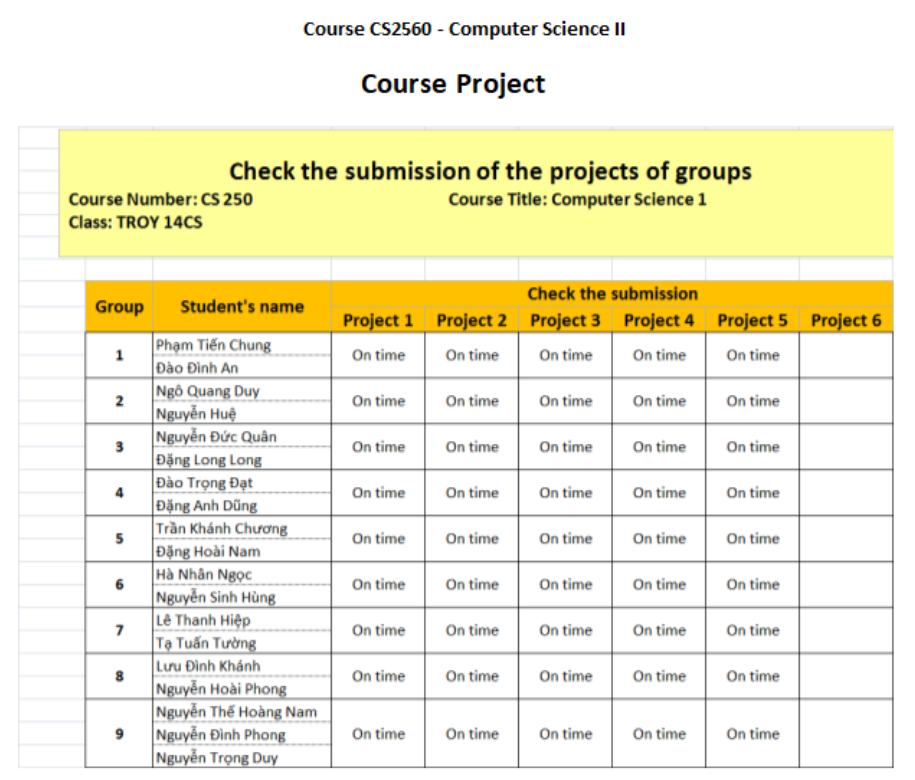 Course CS2560 - Computer Science II
Course Project
Check the submission of the projects of groups
Course Number: CS 250 Course Title: Computer Science 1
Class: TROY 14CS
Group Student's name Check the submission
Project 1 Project 2 Project 3 Project 4 Project 5 Project 6
1 Phạm Tiến Chung On time On time On time On time On time
Đào Đình An
2 Ngô Quang Duy On time On time On time On time On time
Nguyễn Huệ
3 Nguyễn Đức Quân On time On time On time On time On time
Đặng Long Long
4 Đào Trọng Đạt On time On time On time On time On time
Đặng Anh Dũng
5 Trần Khánh Chương On time On time On time On time On time
Đặng Hoài Nam
6 Hà Nhân Ngọc On time On time On time On time On time
Nguyễn Sinh Hùng
7 Lê Thanh Hiệp On time On time On time On time On time
Tạ Tuấn Tường
8 Lưu Đình Khánh On time On time On time On time On time
Nguyễn Hoài Phong
Nguyễn Thế Hoàng Nam
9 Nguyễn Đình Phong On time On time On time On time On time
Nguyễn Trọng Duy